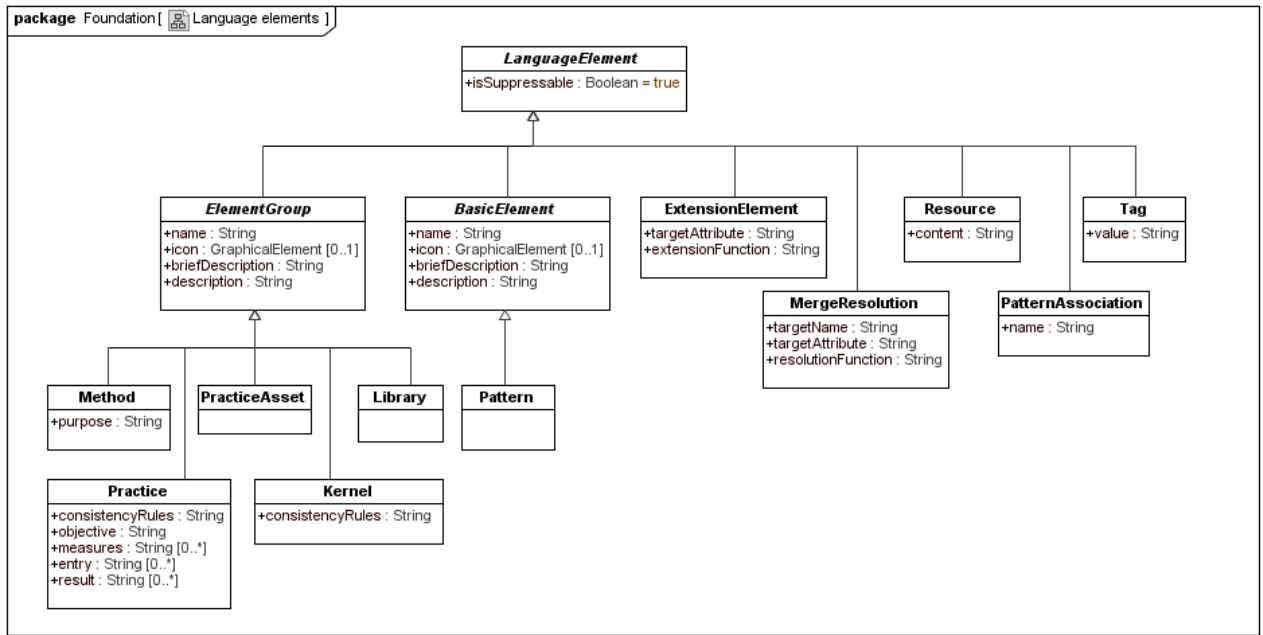 package Foundation [ Language elements ]
LanguageElement
+isSuppressable : Boolean = true
ElementGroup
+name : String
+icon : GraphicalElement [0..1]
+briefDescription : String
+description : String
BasicElement
+name : String
+icon : GraphicalElement [0..1]
+briefDescription : String
+description : String
ExtensionElement
+targetAttribute : String
+extensionFunction : String
Resource
+content : String
Tag
+value : String
MergeResolution
+targetName : String
+targetAttribute : String
+resolutionFunction : String
PatternAssociation
+name : String
Method
+purpose : String
PracticeAsset
Library
Pattern
Practice
+consistencyRules : String
+objective : String
+measures : String [0..*]
+entry : String [0..*]
+result : String [0..*]
Kernel
+consistencyRules : String